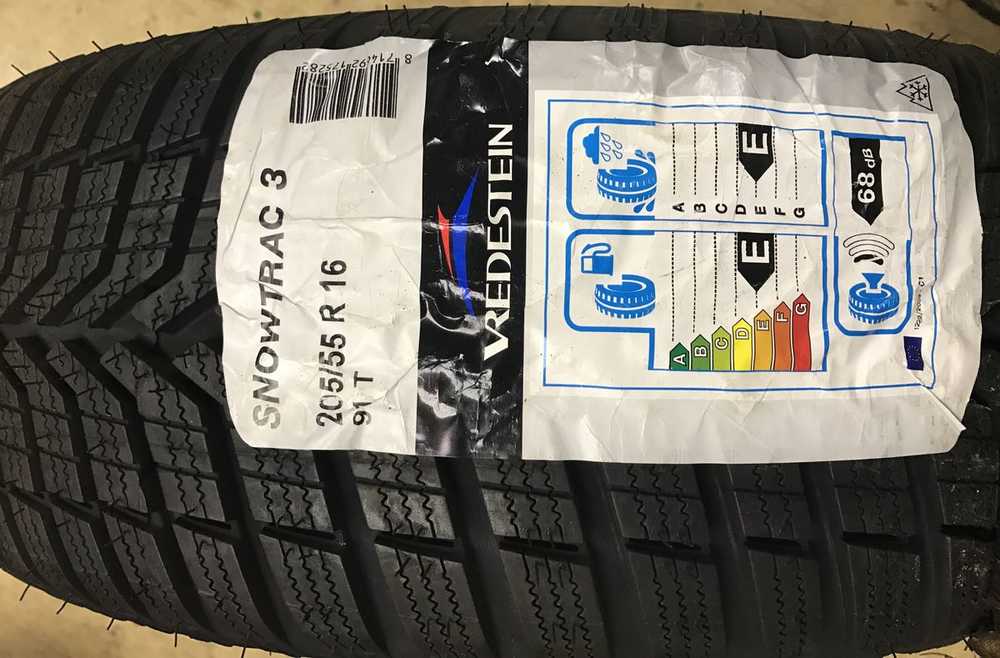 SNOWTRAC 3
205/55 R 16
91 T
VREDESTEIN
A
B
C
D
E
F
G
E
A
B
C
D
E
F
G
E
68 dB